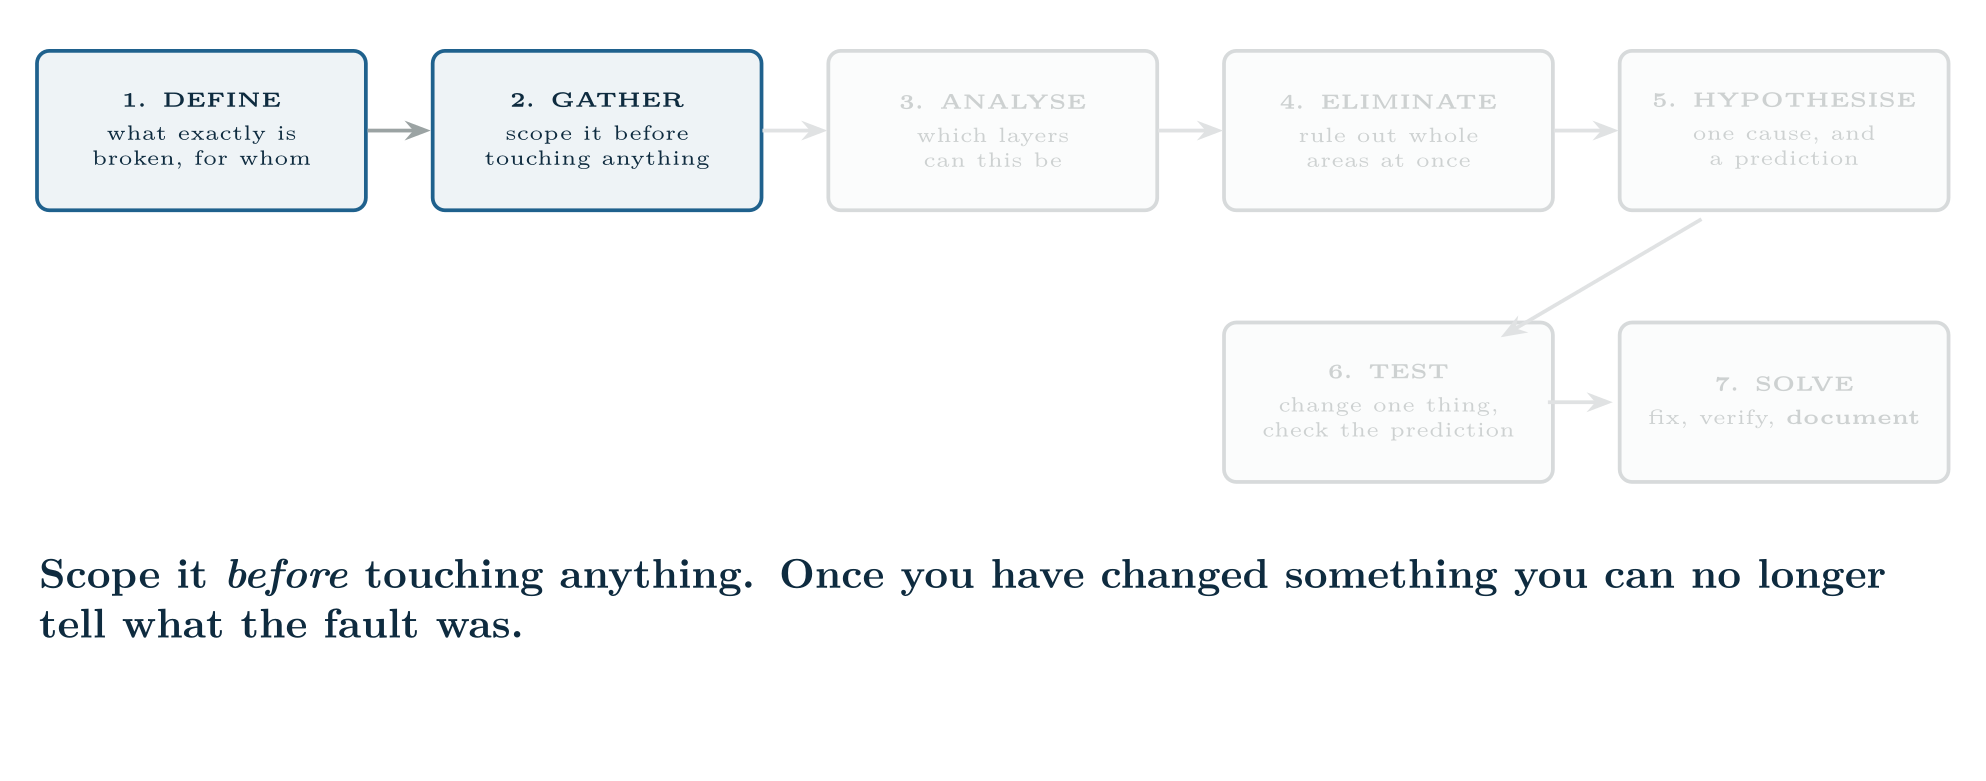 1. DEFINE
what exactly is
broken, for whom
2. GATHER
scope it before
touching anything
3. ANALYSE
which layers
can this be
4. ELIMINATE
rule out whole
areas at once
5. HYPOTHESISE
one cause, and
a prediction
6. TEST
change one thing,
check the prediction
7. SOLVE
fix, verify, document
Scope it before touching anything. Once you have changed something you can no longer
tell what the fault was.